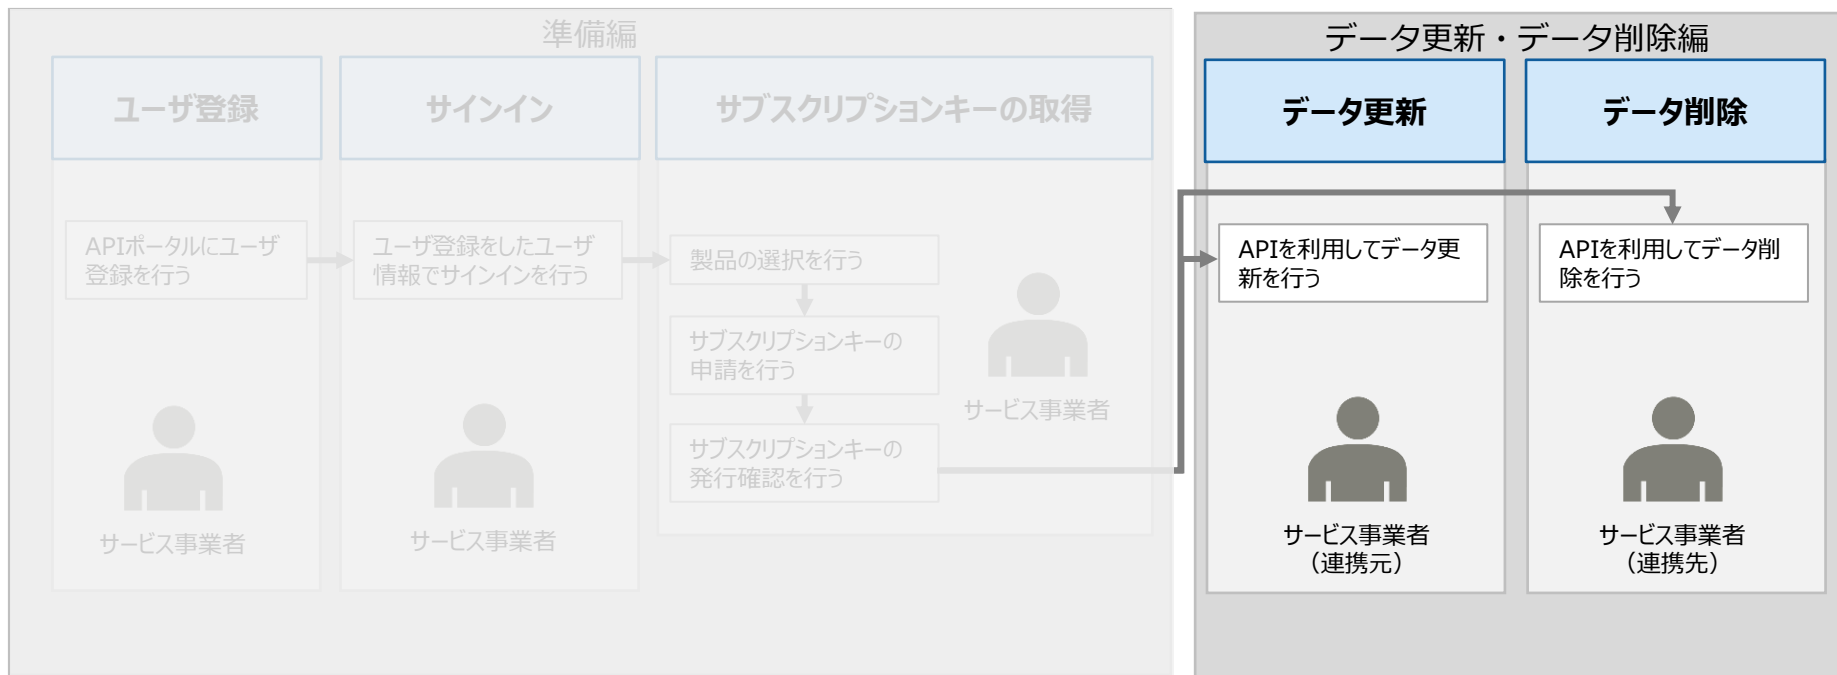 準備編
ユーザ登録
サインイン
サブスクリプションキーの取得
APIポータルにユーザ
登録を行う
ユーザ登録をしたユーザ
情報でサインインを行う
製品の選択を行う
サブスクリプションキーの
申請を行う
サブスクリプションキーの
発行確認を行う
サービス事業者
サービス事業者
サービス事業者
データ更新・データ削除編
データ更新
データ削除
APIを利用してデータ更
新を行う
APIを利用してデータ削
除を行う
サービス事業者
（連携元）
サービス事業者
（連携先）